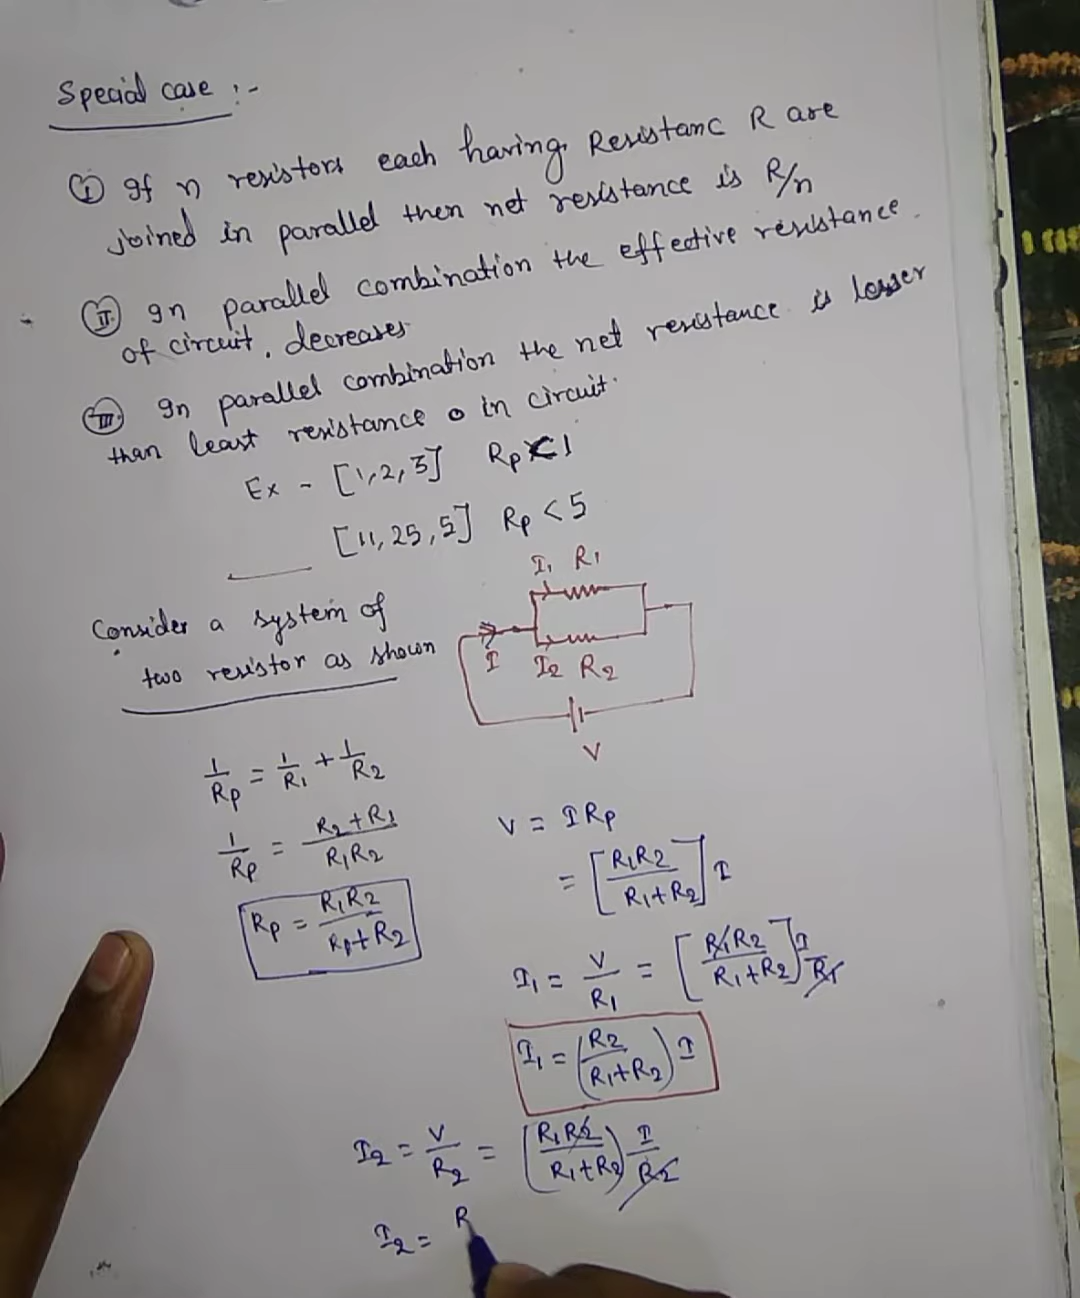 Special case :-
(I) If n resistors each having Resistanc R are
joined in parallel then net resistance is R/n
(II) In parallel combination the effective resistance
of circuit, decreases
(III) In parallel combination the net resistance is lesser
than least resistance in circuit.
Ex - [1,2,3] Rp < 1
[11, 25, 5] Rp < 5
I₁ R₁
Consider a system of
two resistor as shown
I I₂ R₂
V
1/Rp = 1/R₁ + 1/R₂
1/Rp = (R₂+R₁)/(R₁R₂)
Rp = R₁R₂/(R₁+R₂)
V = I Rp
= [R₁R₂/(R₁+R₂)] I
I₁ = V/R₁ = [R₁R₂/(R₁+R₂)] I/R₁
I₁ = (R₂/(R₁+R₂)) I
I₂ = V/R₂ = (R₁R₂/(R₁+R₂)) I/R₂
I₂ = R